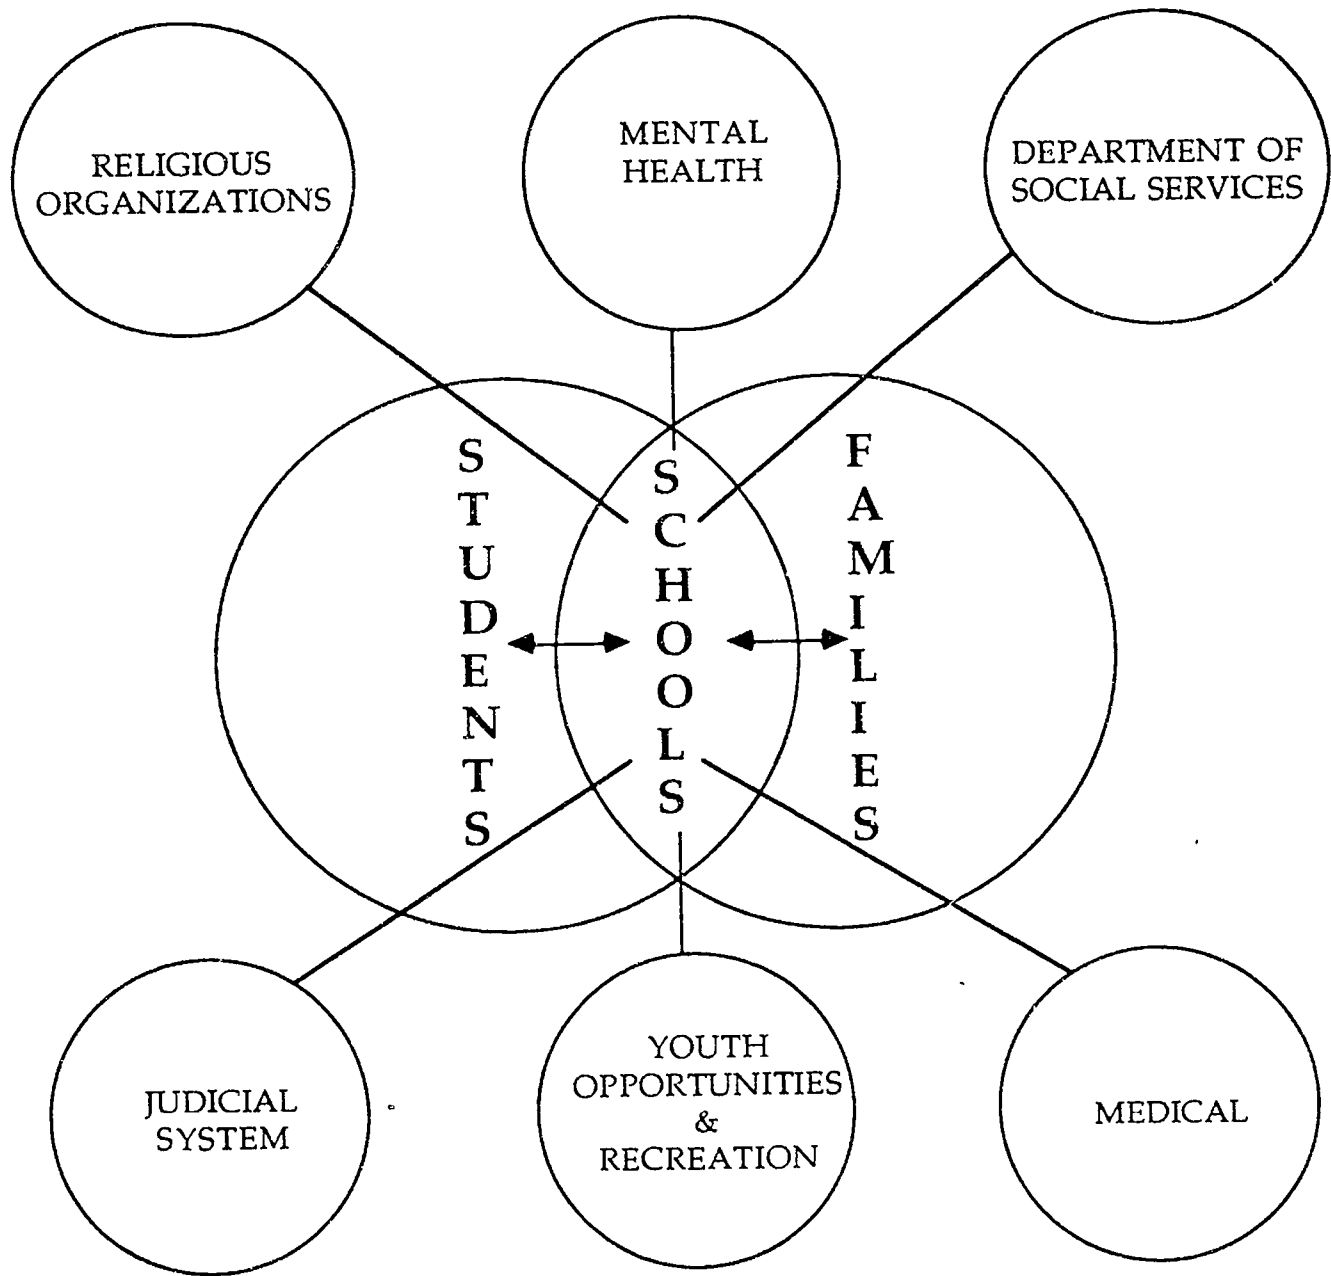 RELIGIOUS
ORGANIZATIONS
MENTAL
HEALTH
DEPARTMENT OF
SOCIAL SERVICES
STUDENTS
SCHOOLS
FAMILIES
JUDICIAL
SYSTEM
YOUTH
OPPORTUNITIES
&
RECREATION
MEDICAL